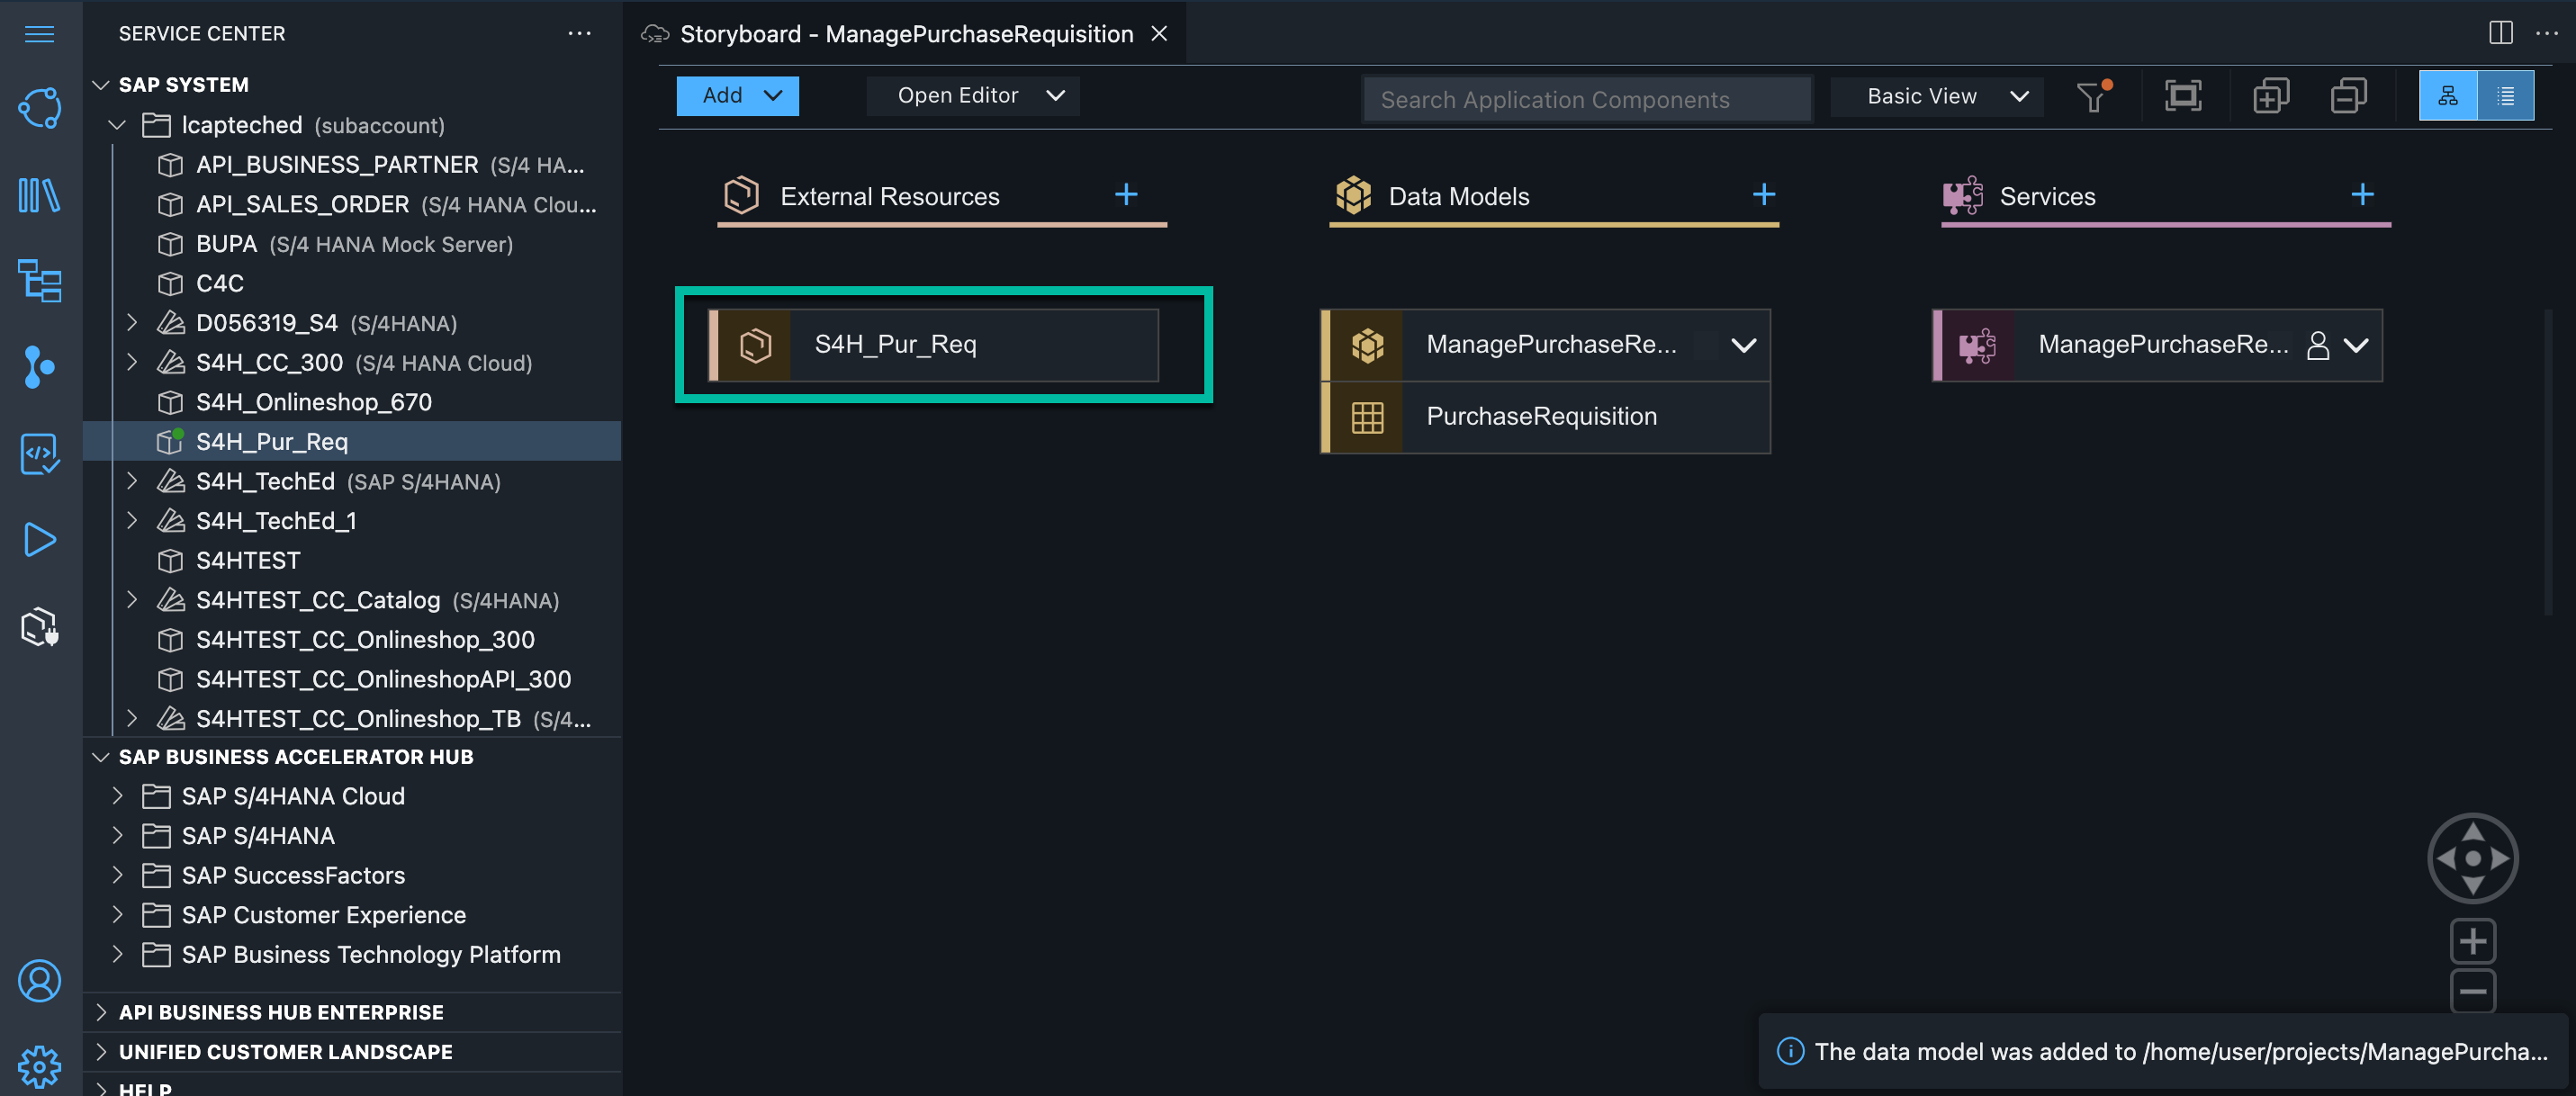 SERVICE CENTER
SAP SYSTEM
lcapteched (subaccount)
API_BUSINESS_PARTNER (S/4 HA...
API_SALES_ORDER (S/4 HANA Clou...
BUPA (S/4 HANA Mock Server)
C4C
D056319_S4 (S/4HANA)
S4H_CC_300 (S/4 HANA Cloud)
S4H_Onlineshop_670
S4H_Pur_Req
S4H_TechEd (SAP S/4HANA)
S4H_TechEd_1
S4HTEST
S4HTEST_CC_Catalog (S/4HANA)
S4HTEST_CC_Onlineshop_300
S4HTEST_CC_OnlineshopAPI_300
S4HTEST_CC_Onlineshop_TB (S/4...
SAP BUSINESS ACCELERATOR HUB
SAP S/4HANA Cloud
SAP S/4HANA
SAP SuccessFactors
SAP Customer Experience
SAP Business Technology Platform
API BUSINESS HUB ENTERPRISE
UNIFIED CUSTOMER LANDSCAPE
HELP
Storyboard - ManagePurchaseRequisition
Add
Open Editor
Search Application Components
Basic View
External Resources
Data Models
Services
S4H_Pur_Req
ManagePurchaseRe...
PurchaseRequisition
ManagePurchaseRe...
The data model was added to /home/user/projects/ManagePurcha...